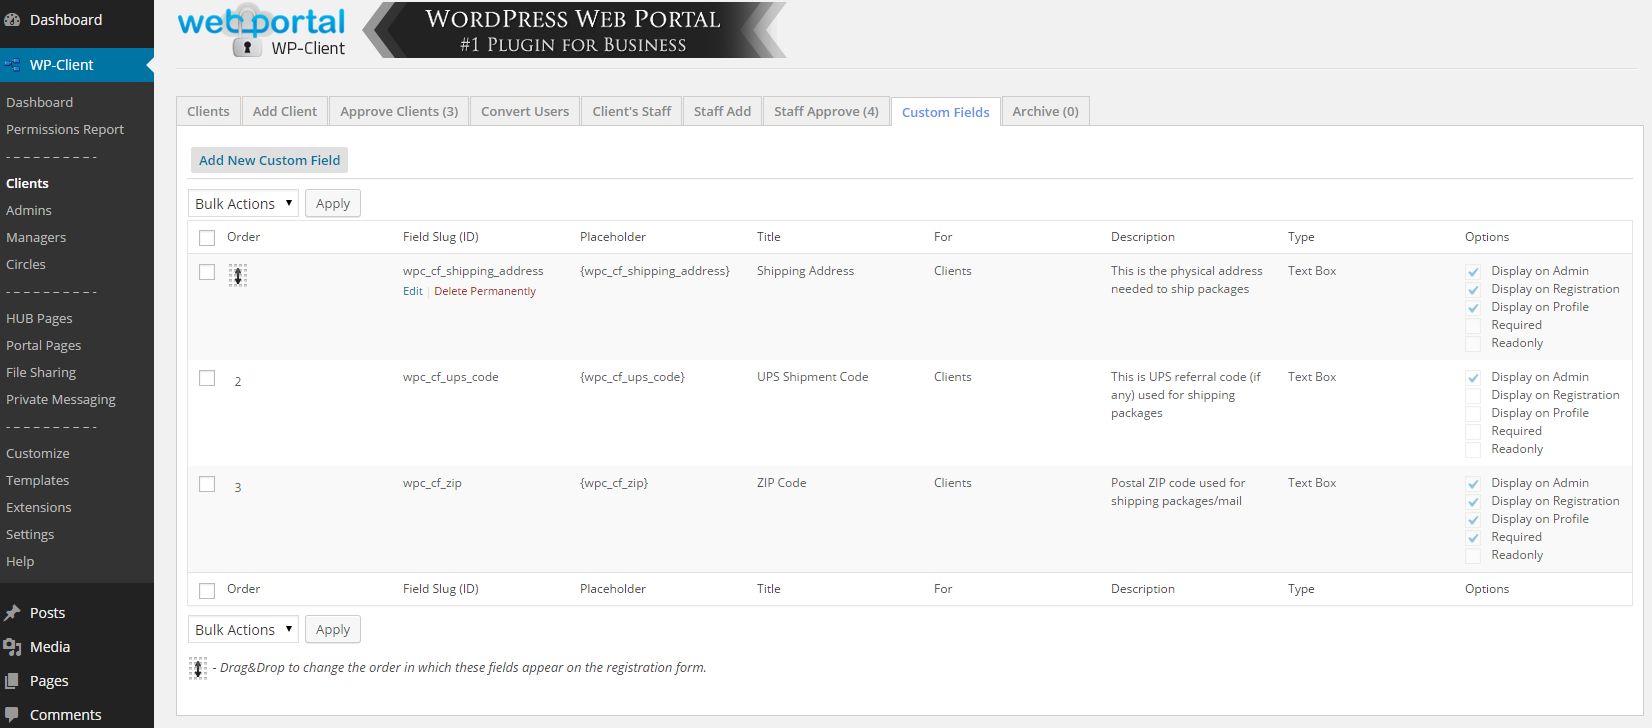 Dashboard
WP-Client
Dashboard
Permissions Report
- - - - - - - - - -
Clients
Admins
Managers
Circles
- - - - - - - - - -
HUB Pages
Portal Pages
File Sharing
Private Messaging
- - - - - - - - - -
Customize
Templates
Extensions
Settings
Help
Posts
Media
Pages
Comments
web portal
WP-Client
WordPress Web Portal
#1 Plugin for Business
Clients Add Client Approve Clients (3) Convert Users Client's Staff Staff Add Staff Approve (4) Custom Fields Archive (0)
Add New Custom Field
Bulk Actions Apply
Order Field Slug (ID) Placeholder Title For Description Type Options
wpc_cf_shipping_address {wpc_cf_shipping_address} Shipping Address Clients This is the physical address Text Box Display on Admin
Edit | Delete Permanently needed to ship packages Display on Registration
Display on Profile
Required
Readonly
2 wpc_cf_ups_code {wpc_cf_ups_code} UPS Shipment Code Clients This is UPS referral code (if Text Box Display on Admin
any) used for shipping Display on Registration
packages Display on Profile
Required
Readonly
3 wpc_cf_zip {wpc_cf_zip} ZIP Code Clients Postal ZIP code used for Text Box Display on Admin
shipping packages/mail Display on Registration
Display on Profile
Required
Readonly
Order Field Slug (ID) Placeholder Title For Description Type Options
Bulk Actions Apply
- Drag&Drop to change the order in which these fields appear on the registration form.